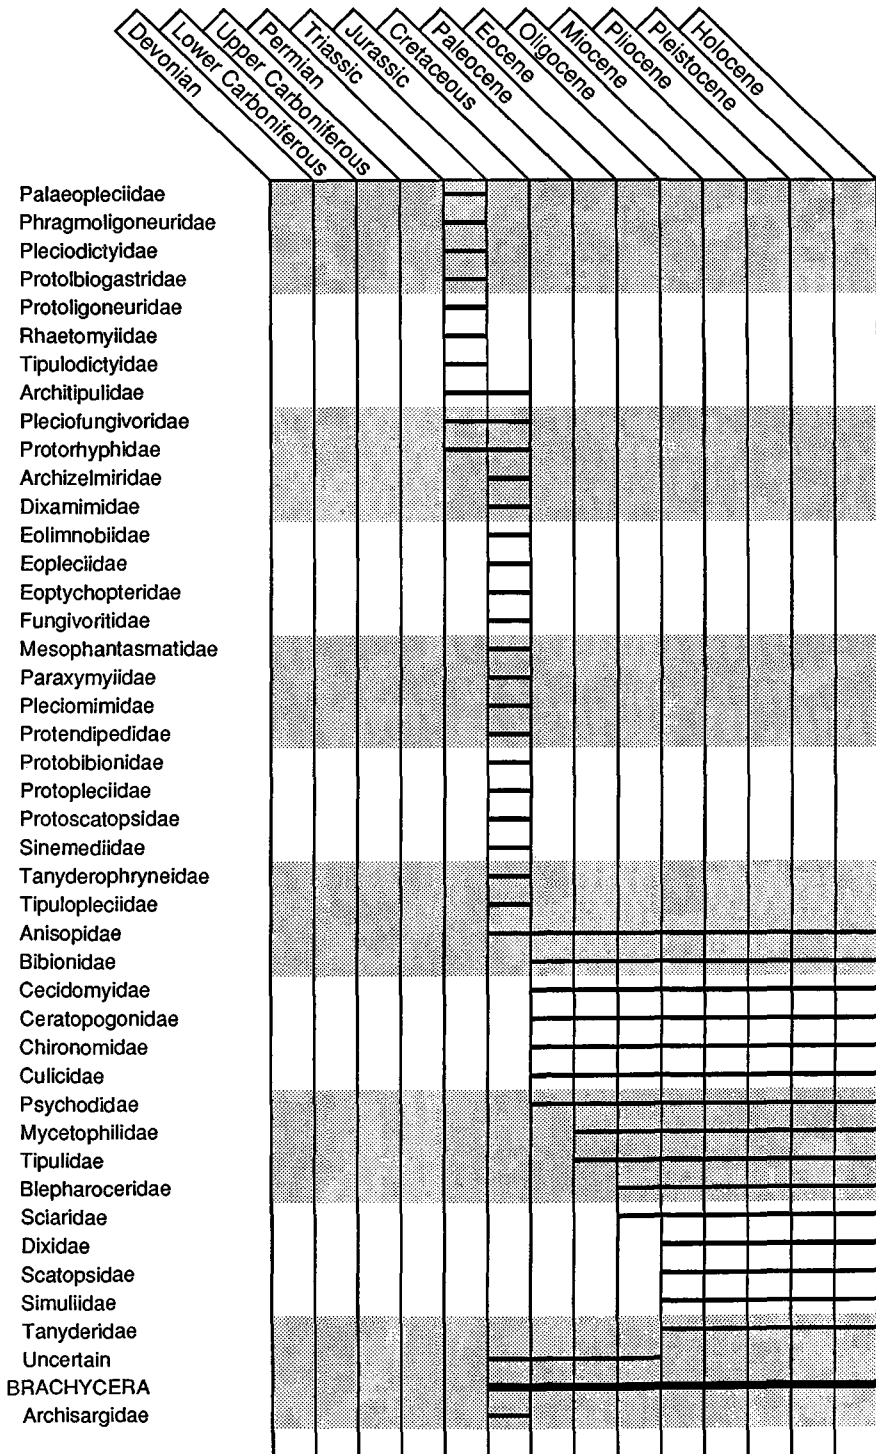 Devonian
Lower Carboniferous
Upper Carboniferous
Permian
Triassic
Jurassic
Cretaceous
Paleocene
Eocene
Oligocene
Miocene
Pliocene
Pleistocene
Holocene
Palaeopleciidae
Phragmoligoneuridae
Pleciodictyidae
Protolbiogastridae
Protoligoneuridae
Rhaetomyiidae
Tipulodictyidae
Architipulidae
Pleciofungivoridae
Protorhyphidae
Archizelmiridae
Dixamimidae
Eolimnobiidae
Eopleciidae
Eoptychopteridae
Fungivoritidae
Mesophantasmatidae
Paraxymyiidae
Pleciomimidae
Protendipedidae
Protobibionidae
Protopleciidae
Protoscatopsidae
Sinemediidae
Tanyderophryneidae
Tipulopleciidae
Anisopidae
Bibionidae
Cecidomyidae
Ceratopogonidae
Chironomidae
Culicidae
Psychodidae
Mycetophilidae
Tipulidae
Blepharoceridae
Sciaridae
Dixidae
Scatopsidae
Simuliidae
Tanyderidae
Uncertain
BRACHYCERA
Archisargidae